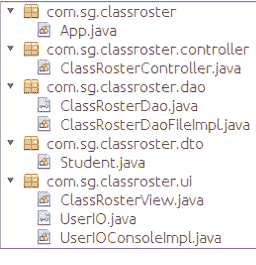 com.sg.classroster
App.java
com.sg.classroster.controller
ClassRosterController.java
com.sg.classroster.dao
ClassRosterDao.java
ClassRosterDaoFileImpl.java
com.sg.classroster.dto
Student.java
com.sg.classroster.ui
ClassRosterView.java
UserIO.java
UserIOConsoleImpl.java